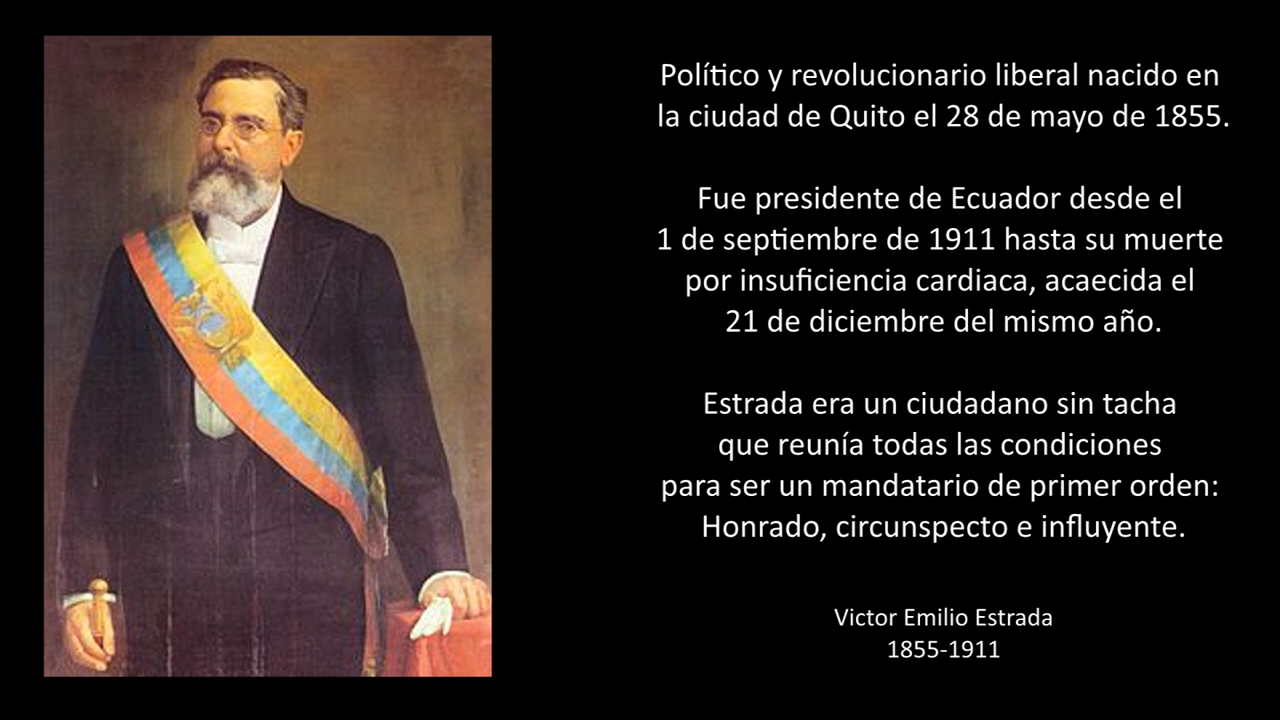 Político y revolucionario liberal nacido en
la ciudad de Quito el 28 de mayo de 1855.
Fue presidente de Ecuador desde el
1 de septiembre de 1911 hasta su muerte
por insuficiencia cardiaca, acaecida el
21 de diciembre del mismo año.
Estrada era un ciudadano sin tacha
que reunía todas las condiciones
para ser un mandatario de primer orden:
Honrado, circunspecto e influyente.
Victor Emilio Estrada
1855-1911